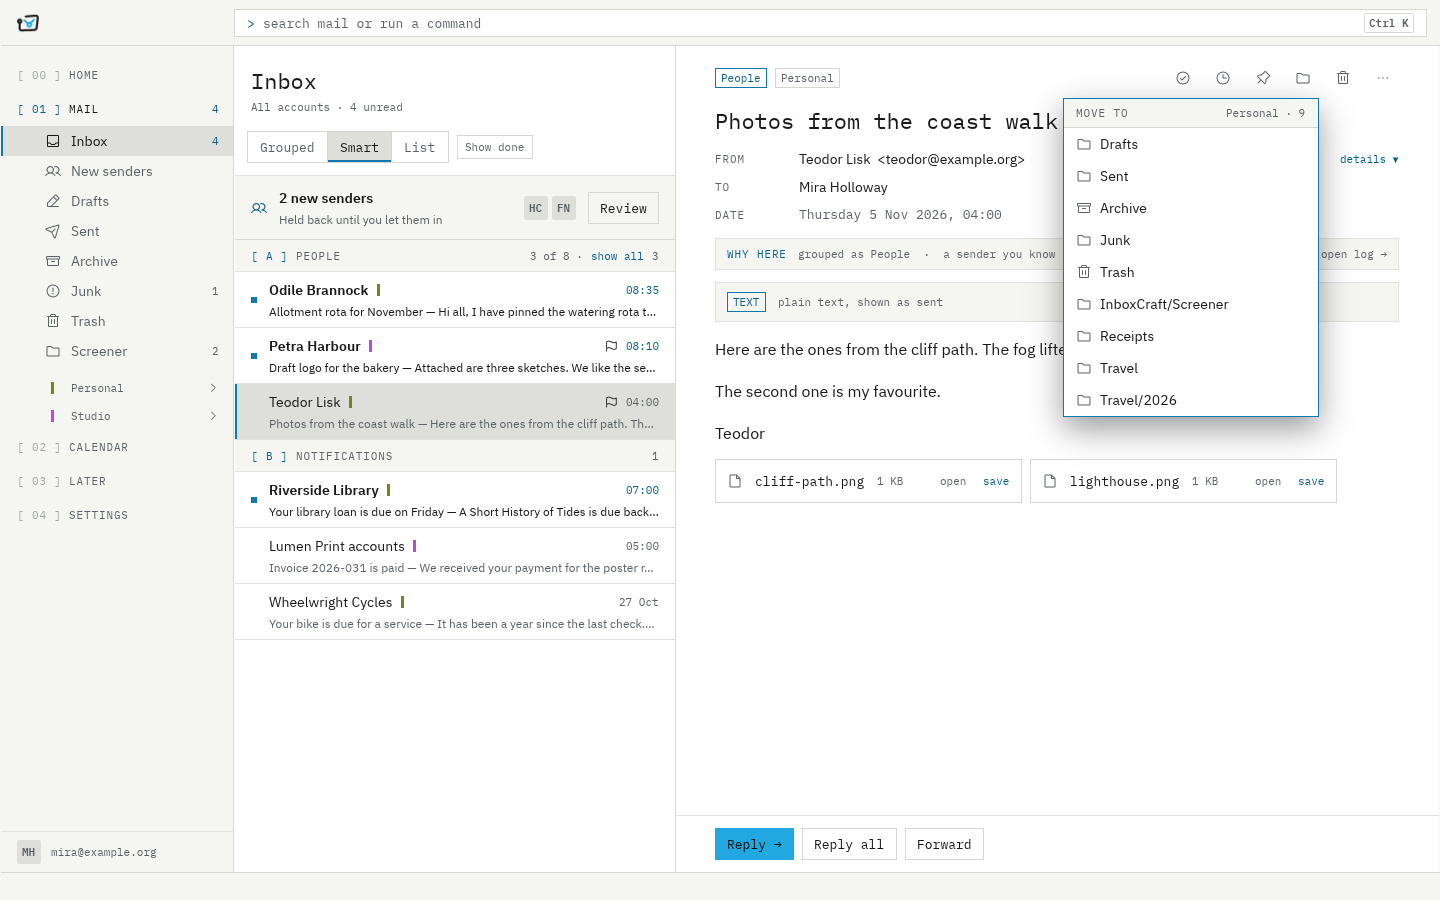 > search mail or run a command
Ctrl K
[ 00 ] HOME
[ 01 ] MAIL 4
Inbox 4
New senders
Drafts
Sent
Archive
Junk 1
Trash
Screener 2
Personal
Studio
[ 02 ] CALENDAR
[ 03 ] LATER
[ 04 ] SETTINGS
MH mira@example.org
Inbox
All accounts · 4 unread
Grouped Smart List Show done
2 new senders
Held back until you let them in
HC FN Review
[ A ] PEOPLE 3 of 8 · show all 3
Odile Brannock 08:35
Allotment rota for November — Hi all, I have pinned the watering rota t...
Petra Harbour 08:10
Draft logo for the bakery — Attached are three sketches. We like the se...
Teodor Lisk 04:00
Photos from the coast walk — Here are the ones from the cliff path. Th...
[ B ] NOTIFICATIONS 1
Riverside Library 07:00
Your library loan is due on Friday — A Short History of Tides is due back...
Lumen Print accounts 05:00
Invoice 2026-031 is paid — We received your payment for the poster r...
Wheelwright Cycles 27 Oct
Your bike is due for a service — It has been a year since the last check....
People Personal
Photos from the coast walk
FROM Teodor Lisk <teodor@example.org> details ▾
TO Mira Holloway
DATE Thursday 5 Nov 2026, 04:00
WHY HERE grouped as People · a sender you know open log →
TEXT plain text, shown as sent
Here are the ones from the cliff path. The fog lifte
The second one is my favourite.
Teodor
cliff-path.png 1 KB open save
lighthouse.png 1 KB open save
MOVE TO Personal · 9
Drafts
Sent
Archive
Junk
Trash
InboxCraft/Screener
Receipts
Travel
Travel/2026
Reply → Reply all Forward